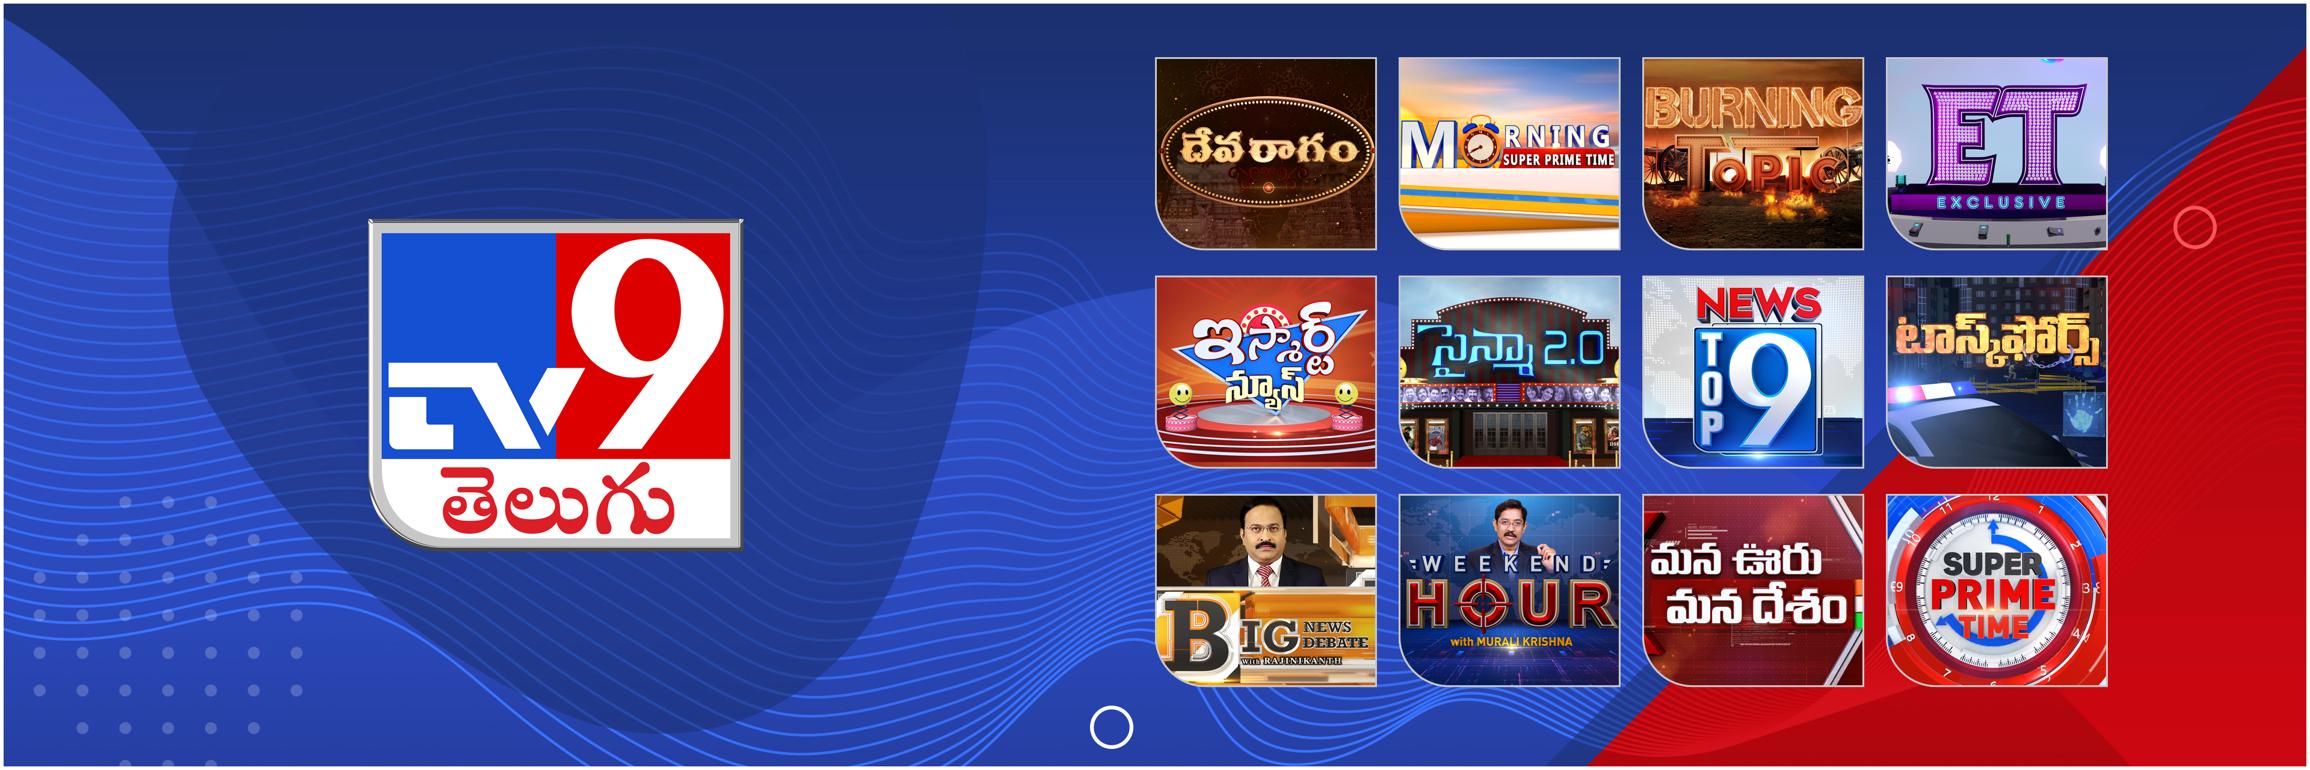 TV9
తెలుగు
దేవరాగం
MORNING
SUPER PRIME TIME
BURNING
TOPIC
ET
EXCLUSIVE
ఇస్మార్ట్
న్యూస్
సైన్మా 2.0
NEWS
TOP 9
టాస్క్‌ఫోర్స్
BIG NEWS
DEBATE
With RAJINIKANTH
WEEKEND
HOUR
with MURALI KRISHNA
మన ఊరు
మన దేశం
SUPER
PRIME
TIME